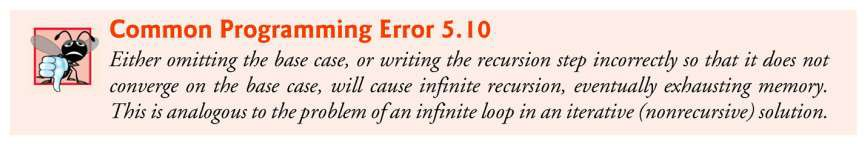 Common Programming Error 5.10
Either omitting the base case, or writing the recursion step incorrectly so that it does not
converge on the base case, will cause infinite recursion, eventually exhausting memory.
This is analogous to the problem of an infinite loop in an iterative (nonrecursive) solution.